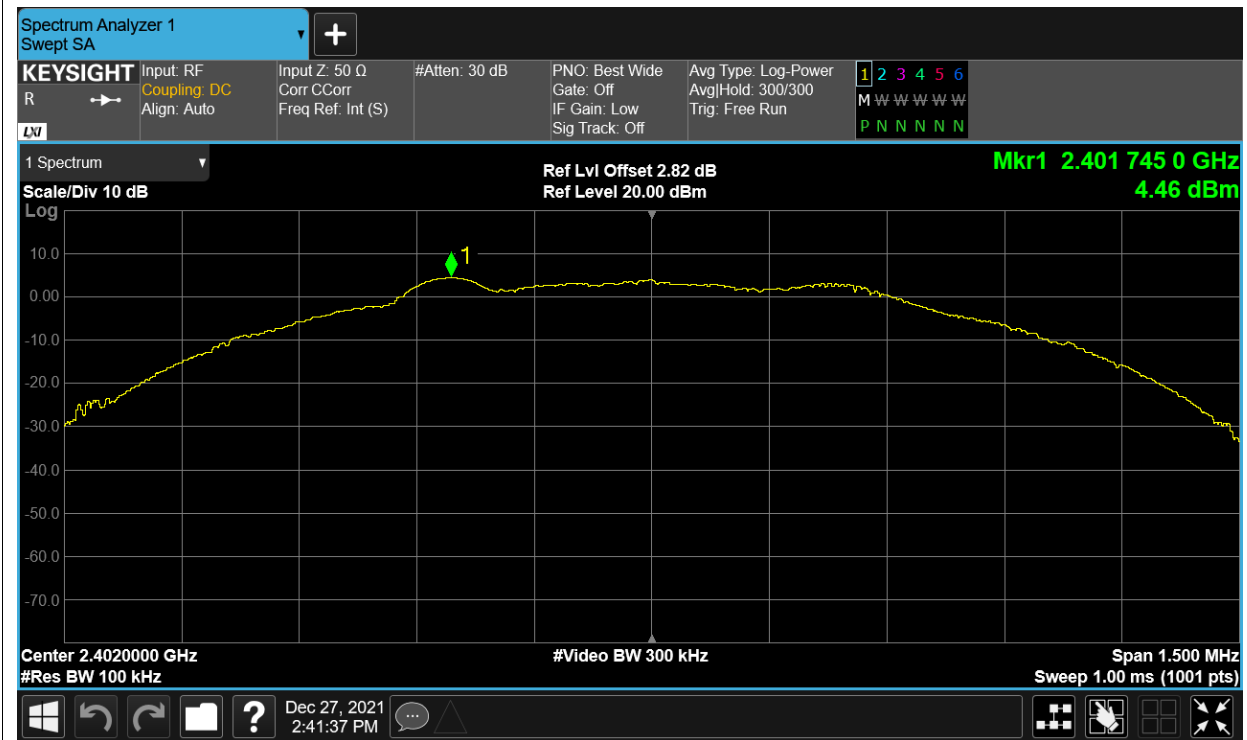 Spectrum Analyzer 1
Swept SA
KEYSIGHT
R
LXI
Input: RF
Coupling: DC
Align: Auto
Input Z: 50 Ω
Corr CCorr
Freq Ref: Int (S)
#Atten: 30 dB
PNO: Best Wide
Gate: Off
IF Gain: Low
Sig Track: Off
Avg Type: Log-Power
Avg|Hold: 300/300
Trig: Free Run
1 2 3 4 5 6
M W W W W W
P N N N N N
1 Spectrum
Scale/Div 10 dB
Ref Lvl Offset 2.82 dB
Ref Level 20.00 dBm
Mkr1 2.401 745 0 GHz
4.46 dBm
Log
1
10.0
0.00
-10.0
-20.0
-30.0
-40.0
-50.0
-60.0
-70.0
Center 2.4020000 GHz
#Res BW 100 kHz
#Video BW 300 kHz
Span 1.500 MHz
Sweep 1.00 ms (1001 pts)
?
Dec 27, 2021
2:41:37 PM